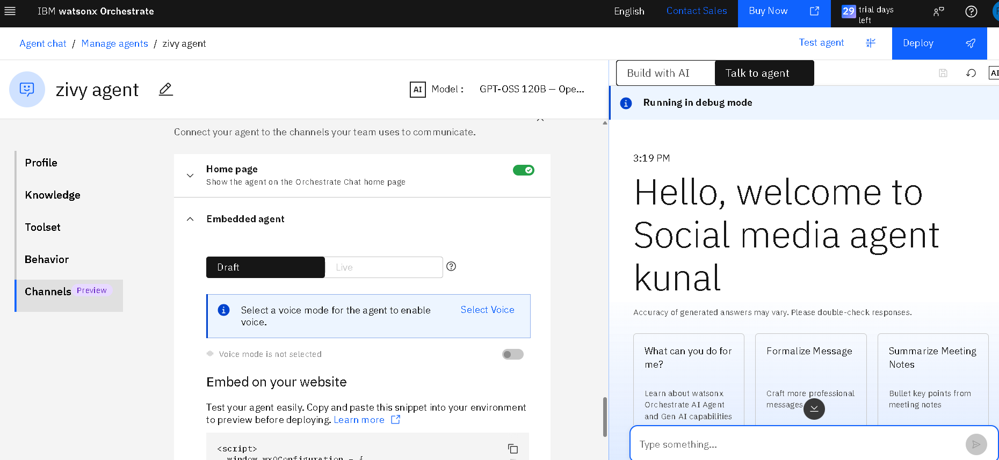 IBM watsonx Orchestrate
English
Contact Sales
Buy Now
29 trial days left
Agent chat / Manage agents / zivy agent
Test agent
Deploy
zivy agent
AI Model : GPT-OSS 120B — Ope...
Build with AI
Talk to agent
AI
Running in debug mode
Connect your agent to the channels your team uses to communicate.
Profile
Knowledge
Toolset
Behavior
Channels Preview
Home page
Show the agent on the Orchestrate Chat home page
Embedded agent
Draft
Live
Select a voice mode for the agent to enable
voice.
Select Voice
Voice mode is not selected
Embed on your website
Test your agent easily. Copy and paste this snippet into your environment
to preview before deploying. Learn more
<script>
window.wxOConfiguration = {
3:19 PM
Hello, welcome to
Social media agent
kunal
Accuracy of generated answers may vary. Please double-check responses.
What can you do for
me?
Learn about watsonx
Orchestrate AI Agent
and Gen AI capabilities
Formalize Message
Craft more professional
messages
Summarize Meeting
Notes
Bullet key points from
meeting notes
Type something...